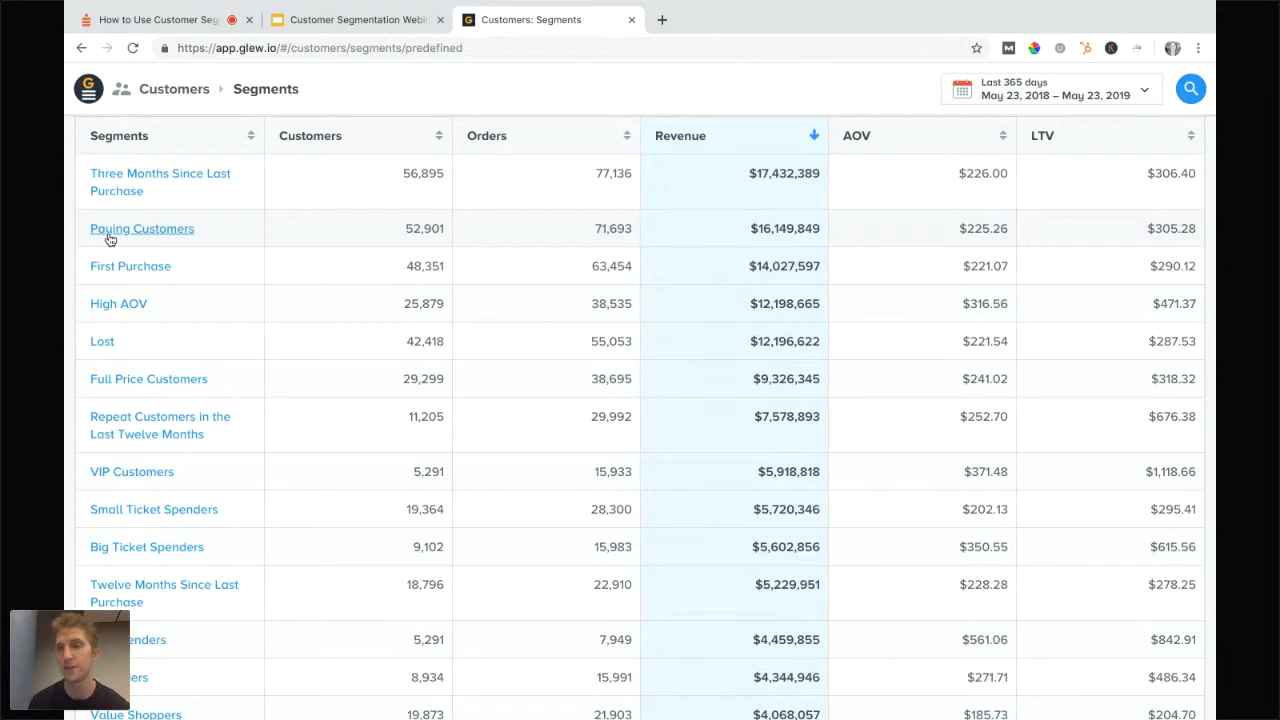 How to Use Customer Seg
Customer Segmentation Webi
Customers: Segments
https://app.glew.io/#/customers/segments/predefined
Customers
Segments
Last 365 days
May 23, 2018 – May 23, 2019
Segments Customers Orders Revenue AOV LTV
Three Months Since Last
Purchase
56,895 77,136 $17,432,389 $226.00 $306.40
Paying Customers 52,901 71,693 $16,149,849 $225.26 $305.28
First Purchase 48,351 63,454 $14,027,597 $221.07 $290.12
High AOV 25,879 38,535 $12,198,665 $316.56 $471.37
Lost 42,418 55,053 $12,196,622 $221.54 $287.53
Full Price Customers 29,299 38,695 $9,326,345 $241.02 $318.32
Repeat Customers in the
Last Twelve Months
11,205 29,992 $7,578,893 $252.70 $676.38
VIP Customers 5,291 15,933 $5,918,818 $371.48 $1,118.66
Small Ticket Spenders 19,364 28,300 $5,720,346 $202.13 $295.41
Big Ticket Spenders 9,102 15,983 $5,602,856 $350.55 $615.56
Twelve Months Since Last
Purchase
18,796 22,910 $5,229,951 $228.28 $278.25
enders 5,291 7,949 $4,459,855 $561.06 $842.91
ers 8,934 15,991 $4,344,946 $271.71 $486.34
Value Shoppers 19,873 21,903 $4,068,057 $185.73 $204.70